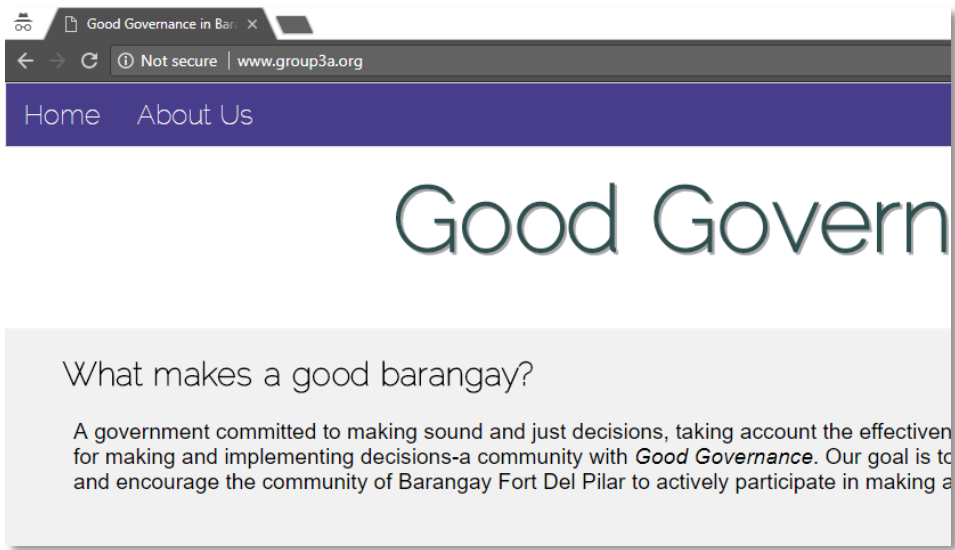 Good Governance in Bar
Not secure | www.group3a.org
Home About Us
Good Govern
What makes a good barangay?
A government committed to making sound and just decisions, taking account the effectiven
for making and implementing decisions-a community with Good Governance. Our goal is to
and encourage the community of Barangay Fort Del Pilar to actively participate in making a